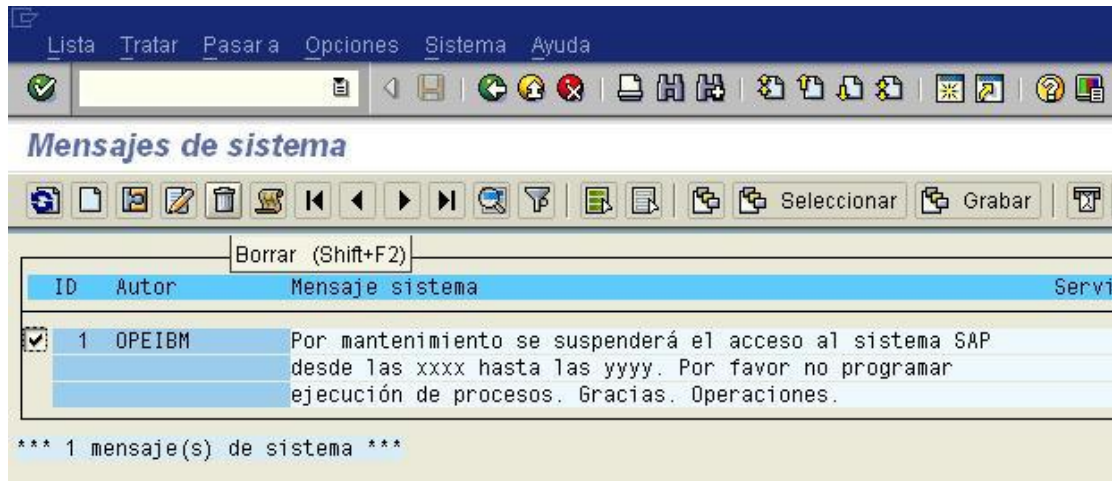 Lista Tratar Pasar a Opciones Sistema Ayuda
Mensajes de sistema
Seleccionar Grabar
Borrar (Shift+F2)
ID Autor Mensaje sistema Servi
1 OPEIBM Por mantenimiento se suspenderá el acceso al sistema SAP
desde las xxxx hasta las yyyy. Por favor no programar
ejecución de procesos. Gracias. Operaciones.
*** 1 mensaje(s) de sistema ***